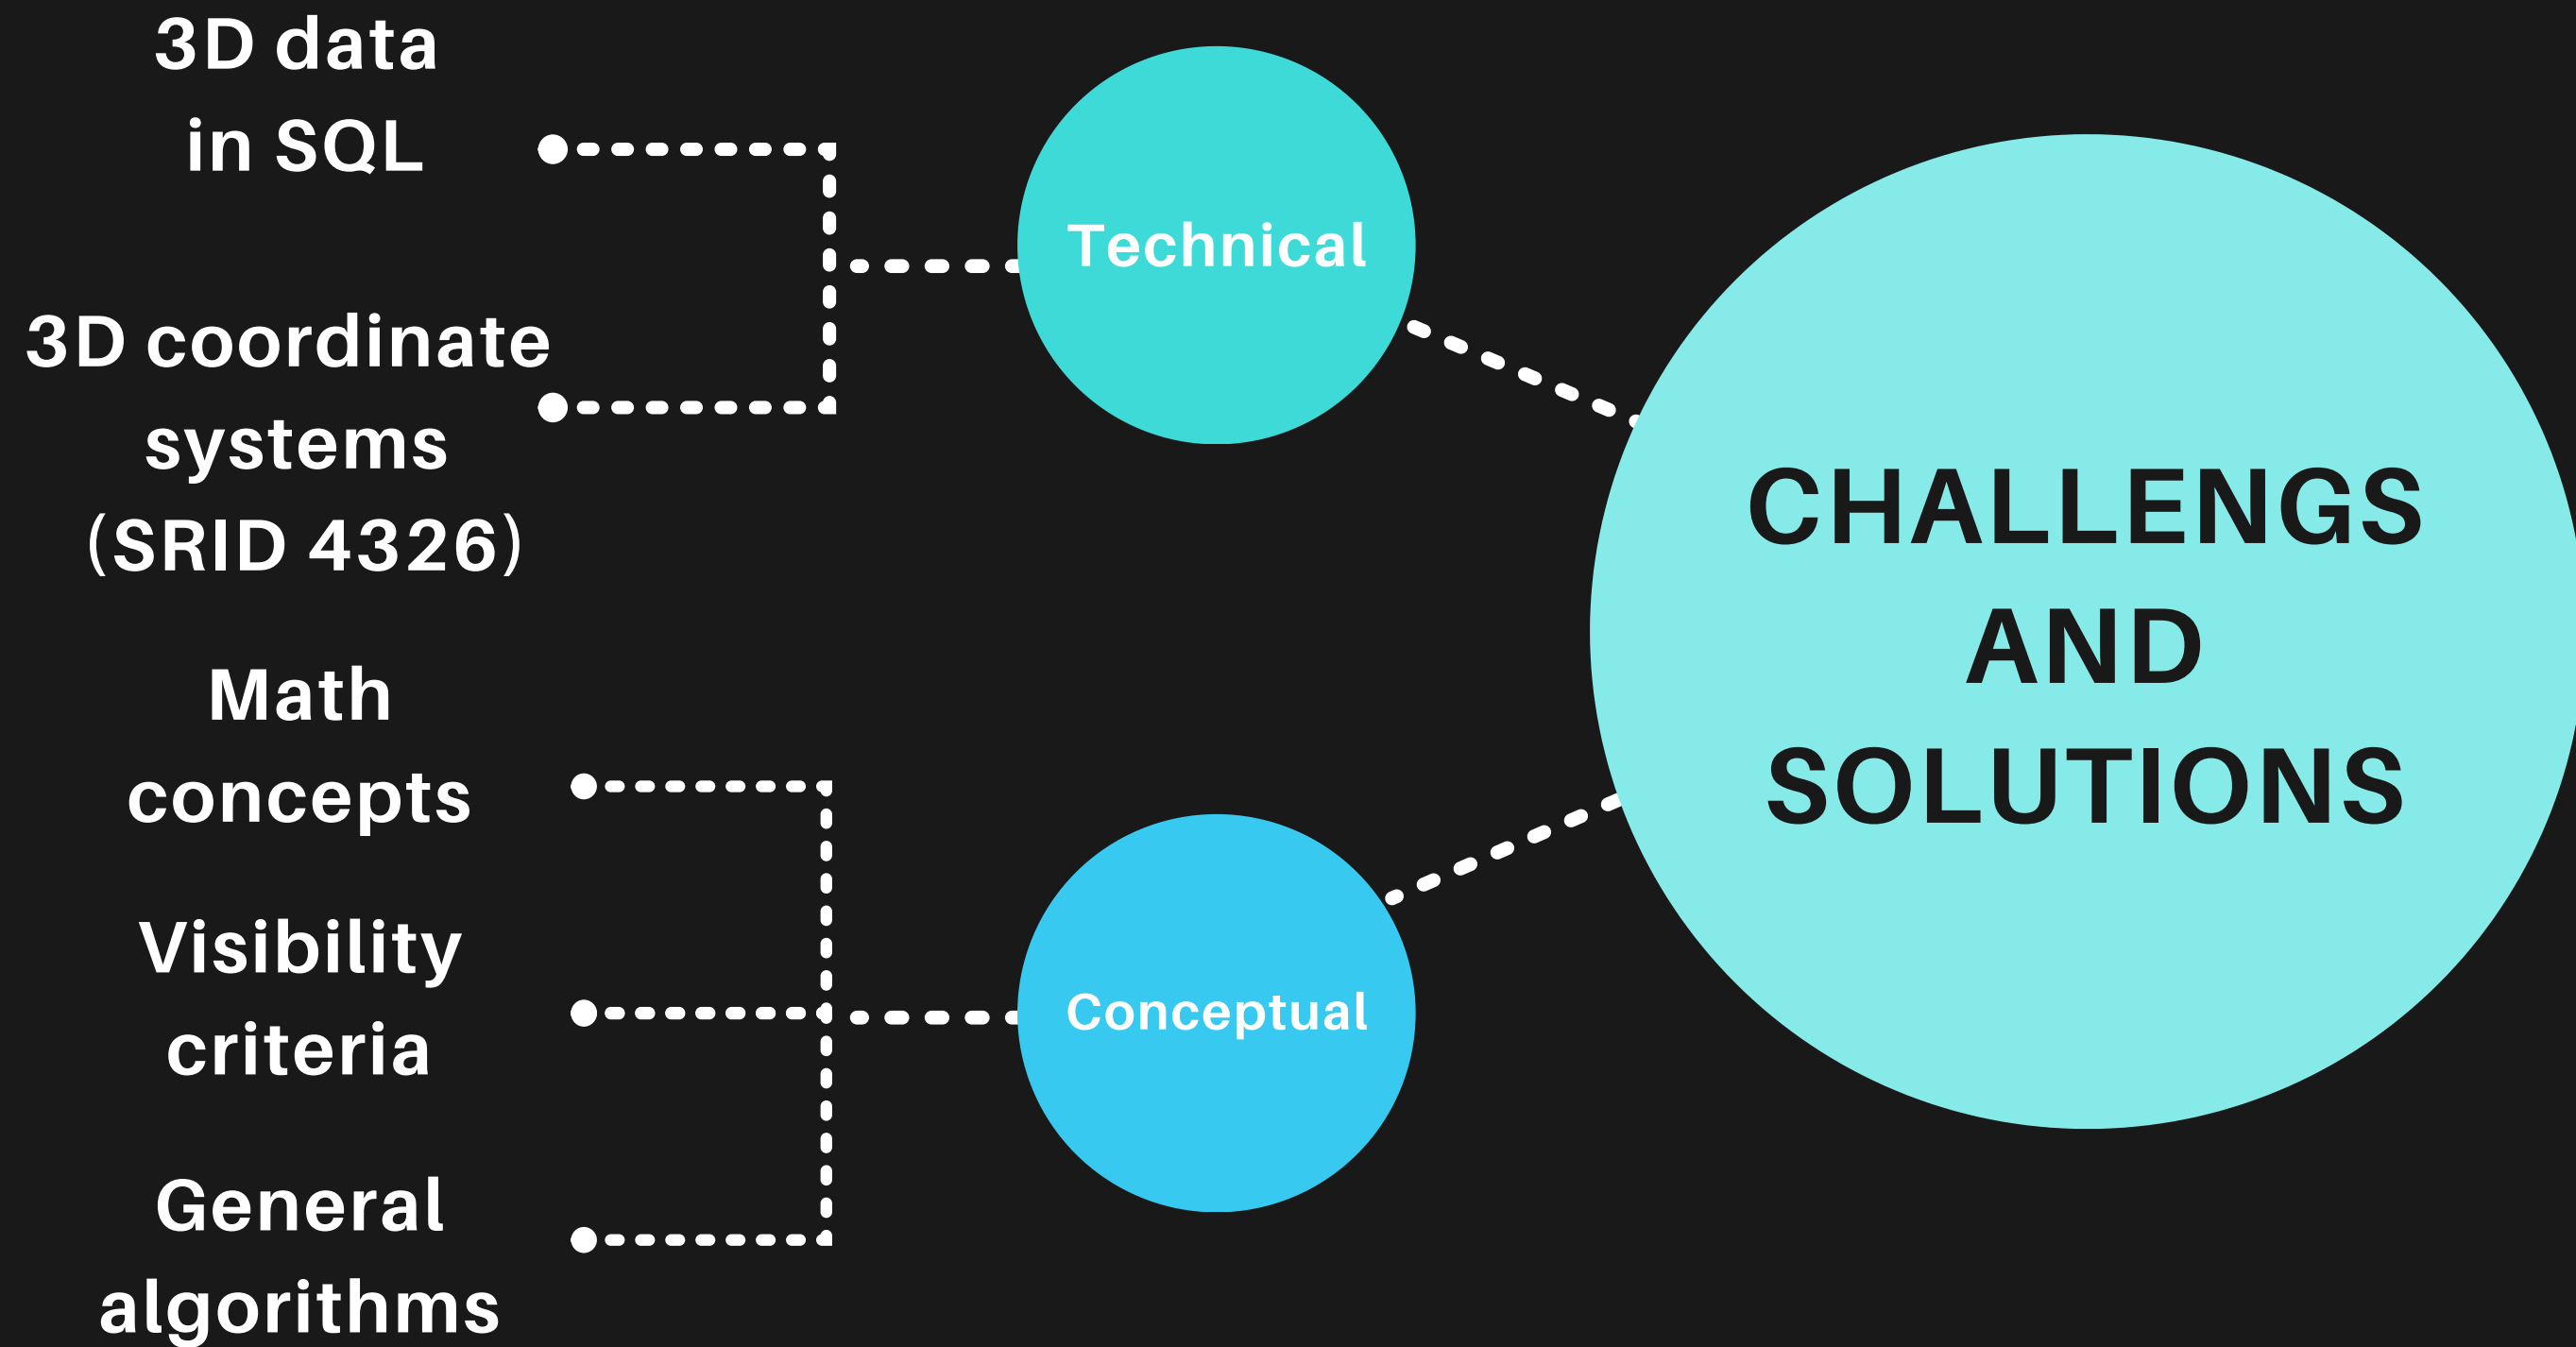 3D data
in SQL
3D coordinate
systems
(SRID 4326)
Technical
Math
concepts
Visibility
criteria
General
algorithms
Conceptual
CHALLENGS
AND
SOLUTIONS